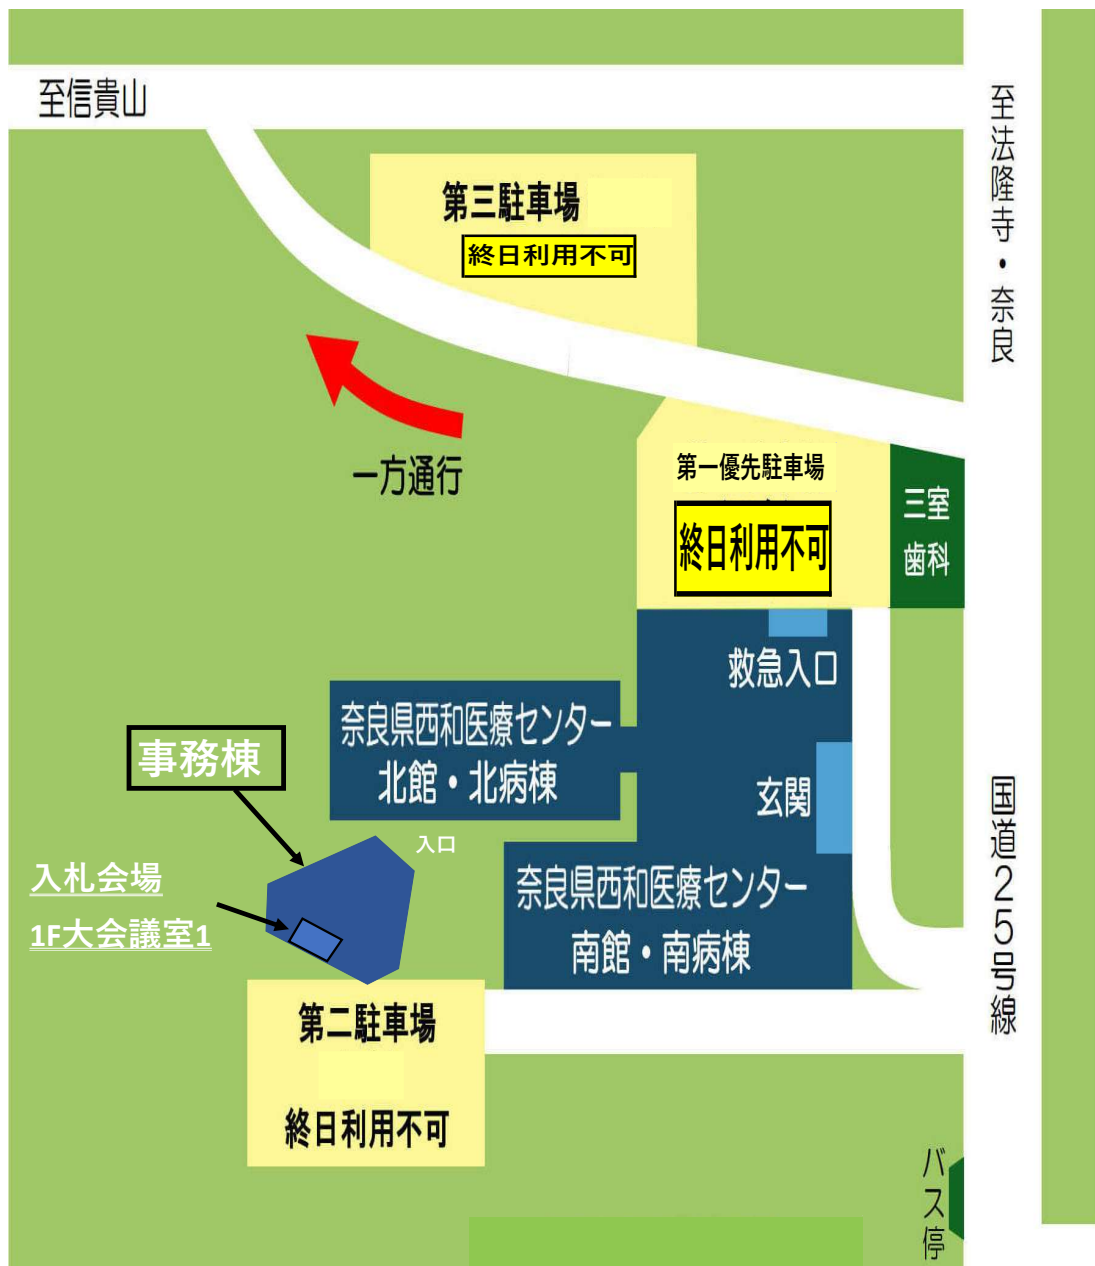 至信貴山
至法隆寺・奈良
第三駐車場
終日利用不可
一方通行
第一優先駐車場
終日利用不可
三室
歯科
救急入口
奈良県西和医療センター
北館・北病棟
事務棟
玄関
国道25号線
入口
入札会場
1F大会議室1
奈良県西和医療センター
南館・南病棟
第二駐車場
終日利用不可
バス停